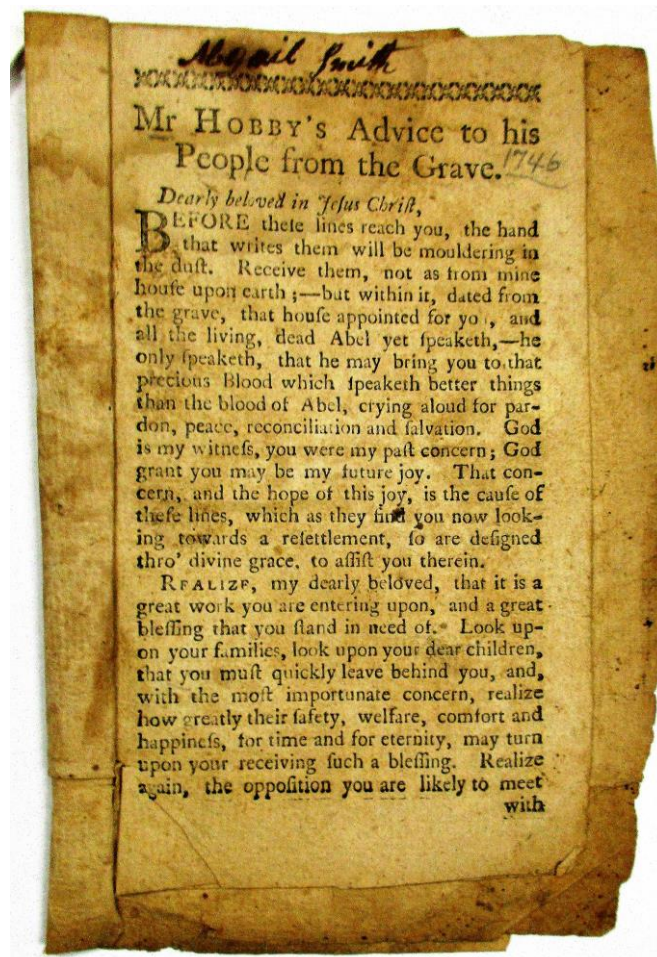 Abgail Smith
Mr HOBBY's Advice to his
People from the Grave.
1746
Dearly beloved in Jeſus Chriſt,
BEFORE theſe lines reach you, the hand
that writes them will be mouldering in
the duſt. Receive them, not as from mine
houſe upon earth;—but within it, dated from
the grave, that houſe appointed for yo, and
all the living, dead Abel yet ſpeaketh,—he
only ſpeaketh, that he may bring you to that
precious Blood which ſpeaketh better things
than the blood of Abel, crying aloud for par-
don, peace, reconciliation and ſalvation. God
is my witneſs, you were my paſt concern; God
grant you may be my future joy. That con-
cern, and the hope of this joy, is the cauſe of
theſe lines, which as they find you now look-
ing towards a reſettlement, ſo are deſigned
thro' divine grace, to aſſiſt you therein.
REALIZE, my dearly beloved, that it is a
great work you are entering upon, and a great
bleſſing that you ſtand in need of. Look up-
on your families, look upon your dear children,
that you muſt quickly leave behind you, and,
with the moſt importunate concern, realize
how greatly their ſafety, welfare, comfort and
happineſs, for time and for eternity, may turn
upon your receiving ſuch a bleſſing. Realize
again, the oppoſition you are likely to meet
with